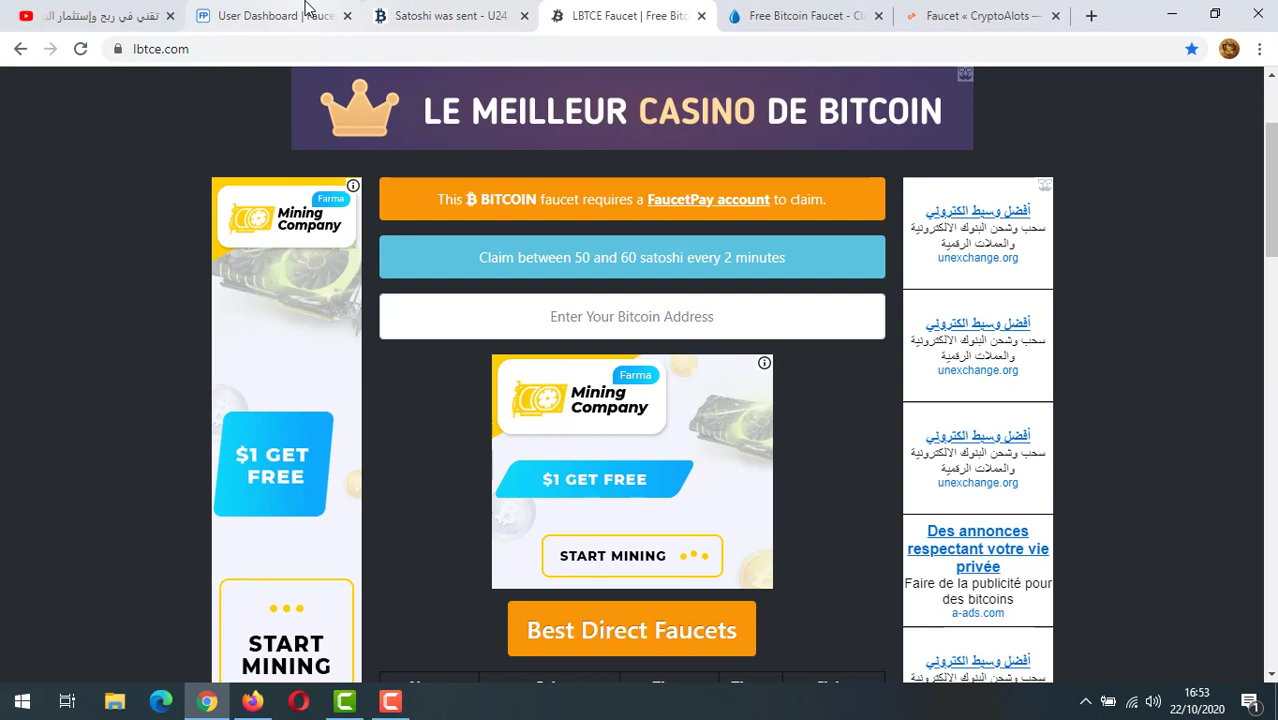 تقني في ربح وإستثمار ال
User Dashboard | Fauce
Satoshi was sent - U24
LBTCE Faucet | Free Bit
Free Bitcoin Faucet - Cla
Faucet « CryptoAlots —
lbtce.com
LE MEILLEUR CASINO DE BITCOIN
Farma
Mining
Company
$1 GET
FREE
START
MINING
This BITCOIN faucet requires a FaucetPay account to claim.
Claim between 50 and 60 satoshi every 2 minutes
Enter Your Bitcoin Address
Farma
Mining
Company
$1 GET FREE
START MINING
Best Direct Faucets
أفضل وسيط الكتروني
سحب وشحن البنوك الالكترونية
والعملات الرقمية
unexchange.org
أفضل وسيط الكتروني
سحب وشحن البنوك الالكترونية
والعملات الرقمية
unexchange.org
أفضل وسيط الكتروني
سحب وشحن البنوك الالكترونية
والعملات الرقمية
unexchange.org
Des annonces
respectant votre vie
privée
Faire de la publicité pour
des bitcoins
a-ads.com
أفضل وسيط الكتروني
16:53
22/10/2020